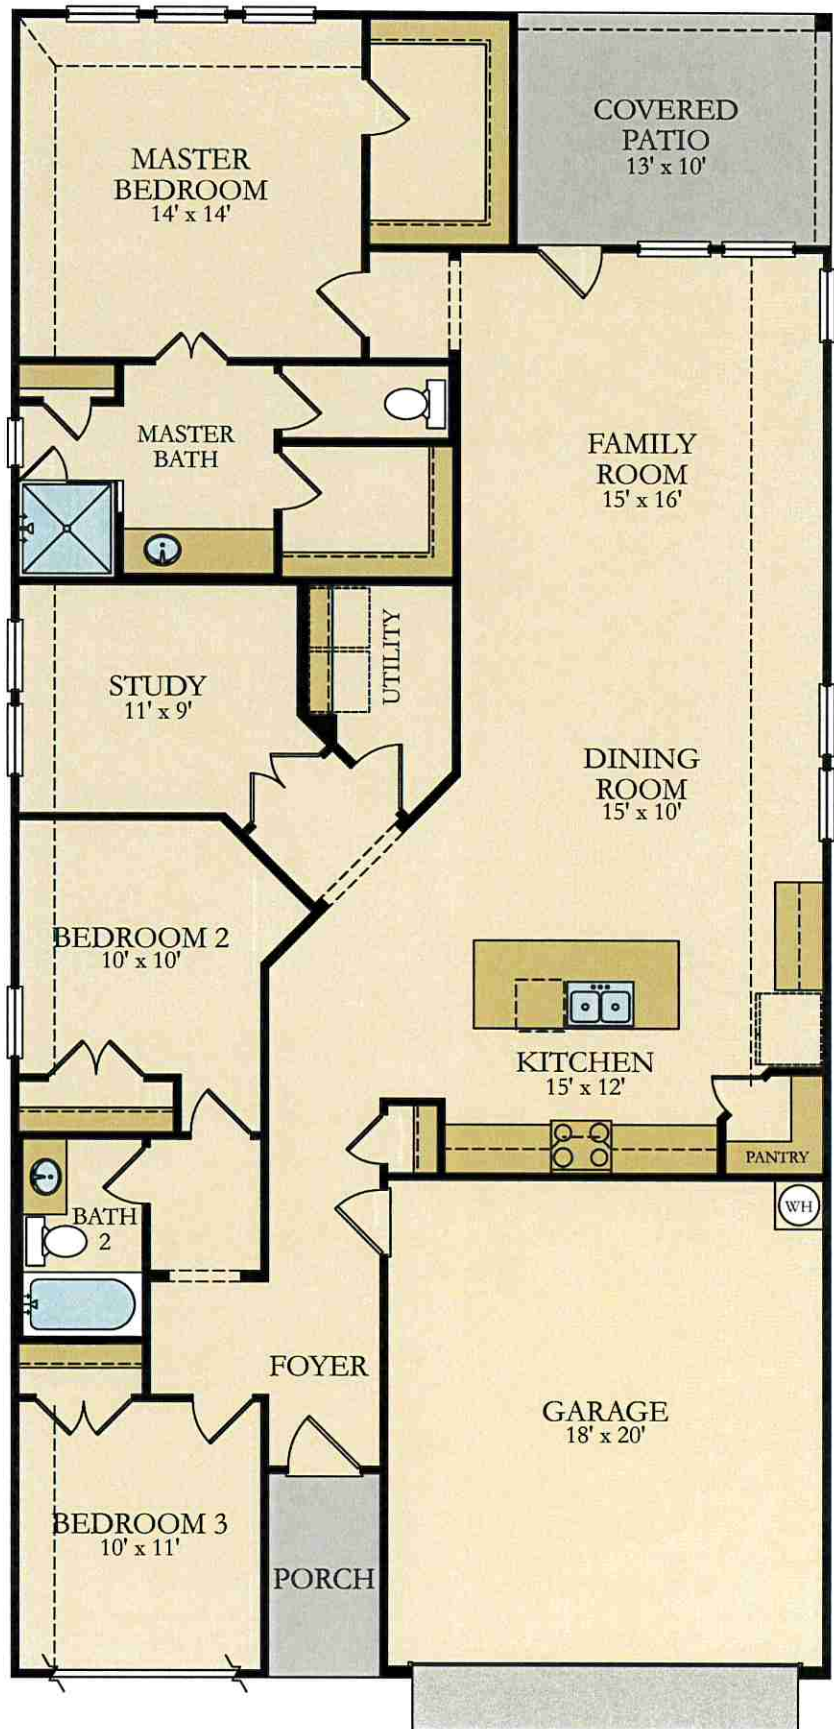 MASTER
BEDROOM
14' x 14'
COVERED
PATIO
13' x 10'
MASTER
BATH
FAMILY
ROOM
15' x 16'
STUDY
11' x 9'
UTILITY
DINING
ROOM
15' x 10'
BEDROOM 2
10' x 10'
KITCHEN
15' x 12'
PANTRY
BATH
2
WH
FOYER
GARAGE
18' x 20'
BEDROOM 3
10' x 11'
PORCH